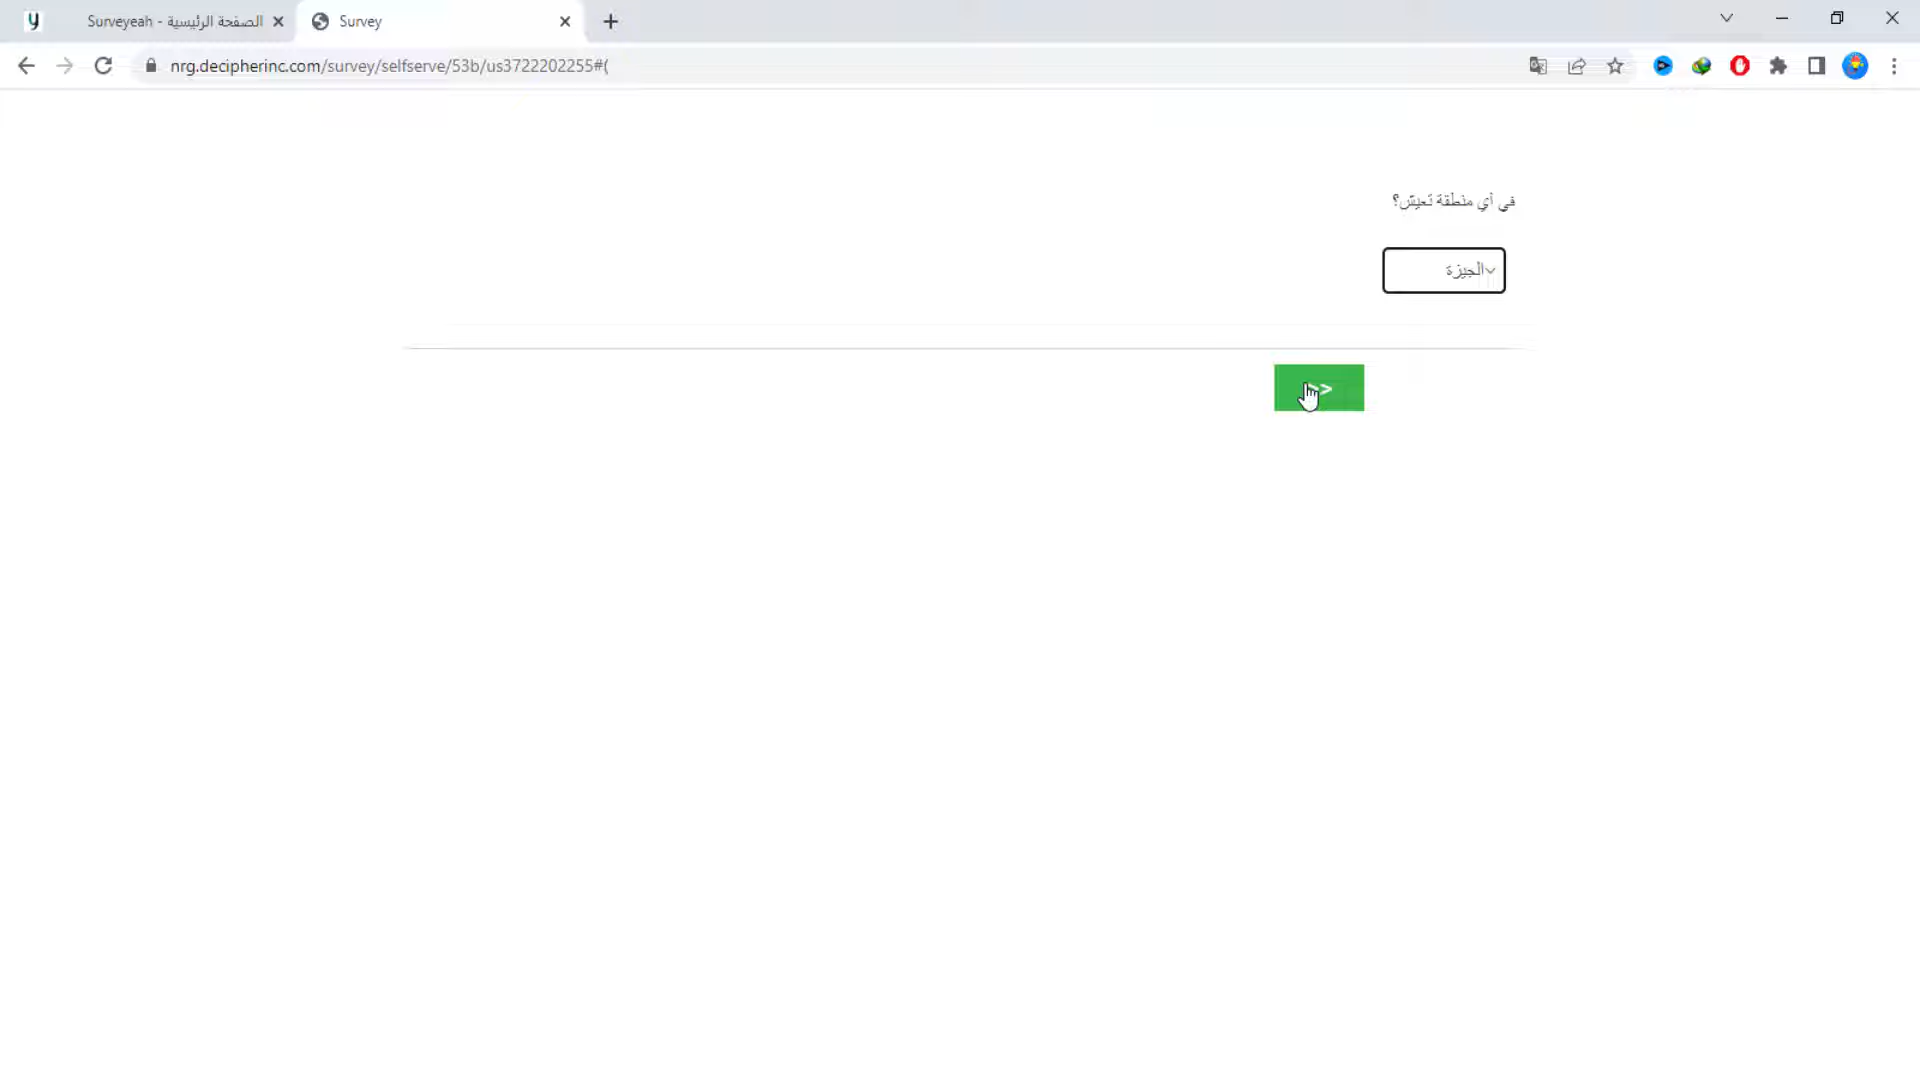 Surveyeah - الصفحة الرئيسية
Survey
nrg.decipherinc.com/survey/selfserve/53b/us3722202255#(
في أي منطقة تعيش؟
الجيزة
>>